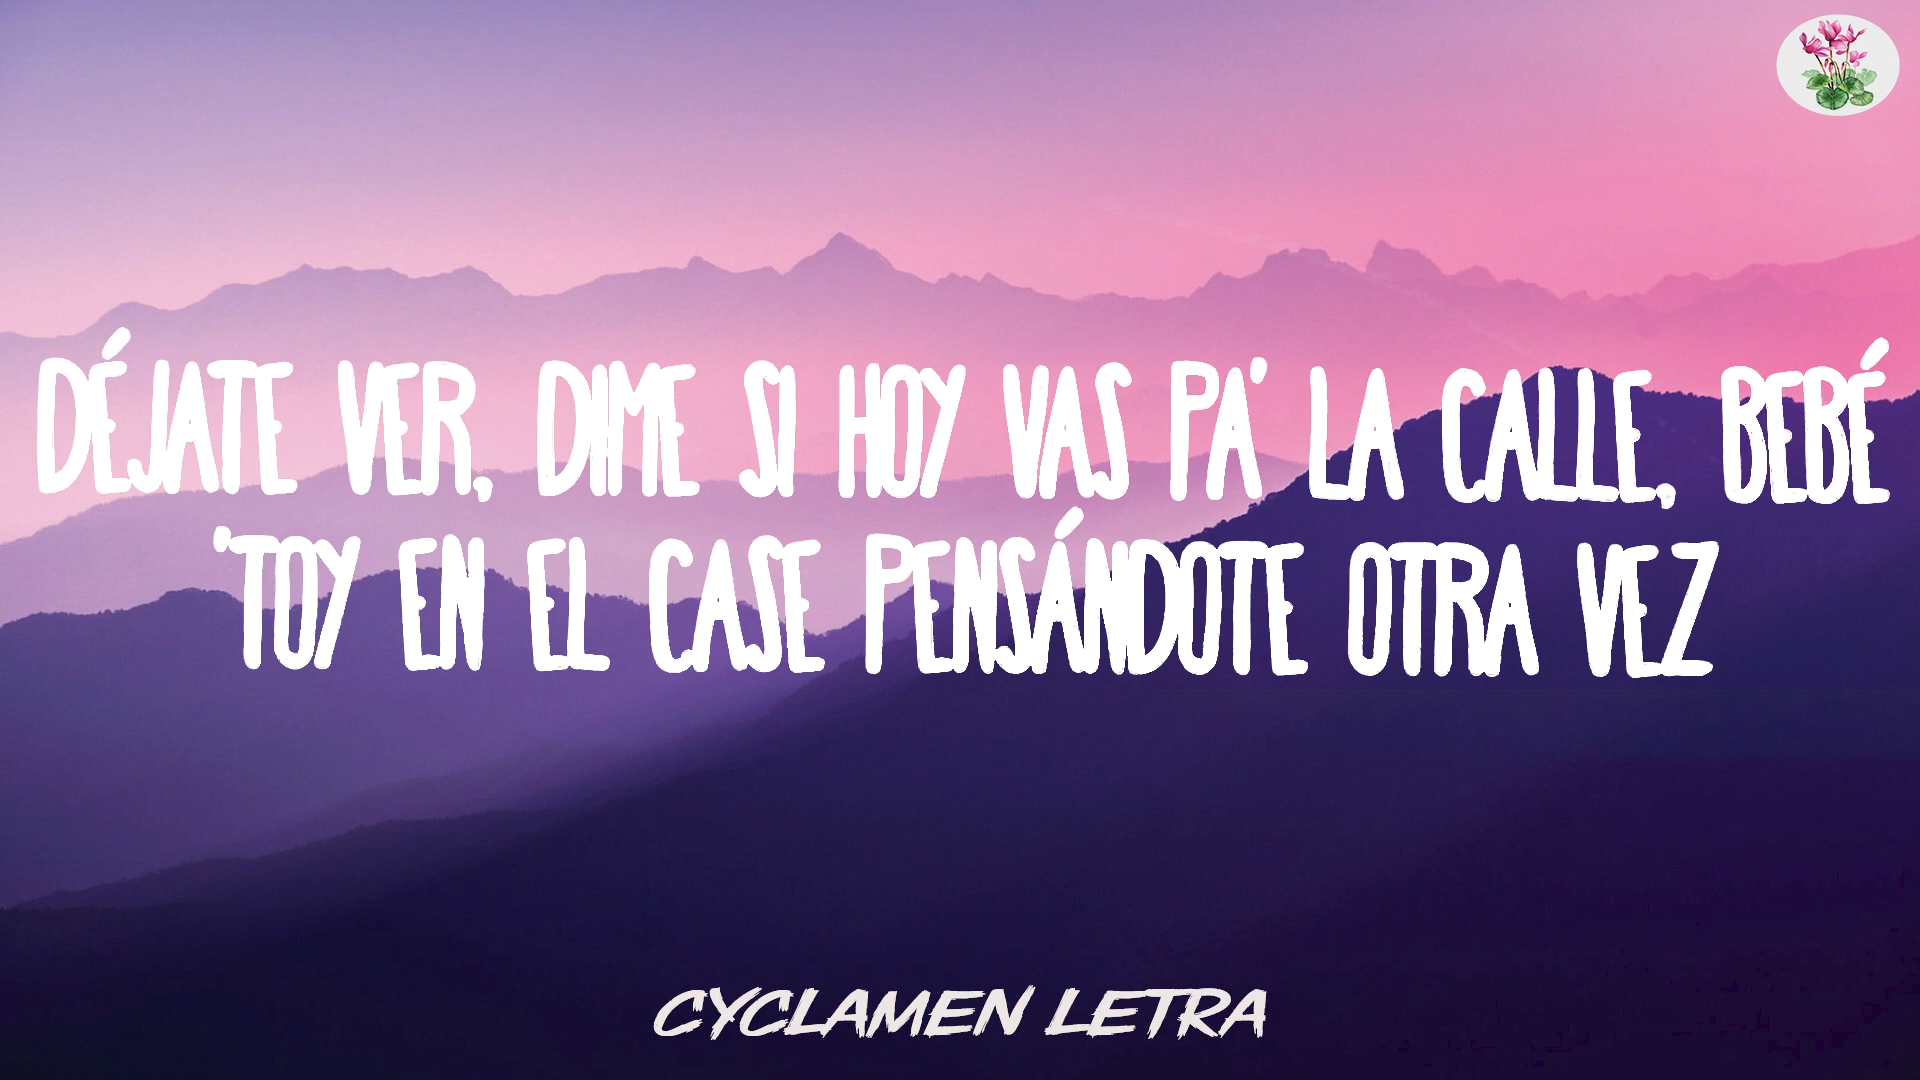 DÉJATE VER, DIME SI HOY VAS PA' LA CALLE, BEBÉ
'TOY EN EL CASE PENSÁNDOTE OTRA VEZ
CYCLAMEN LETRA